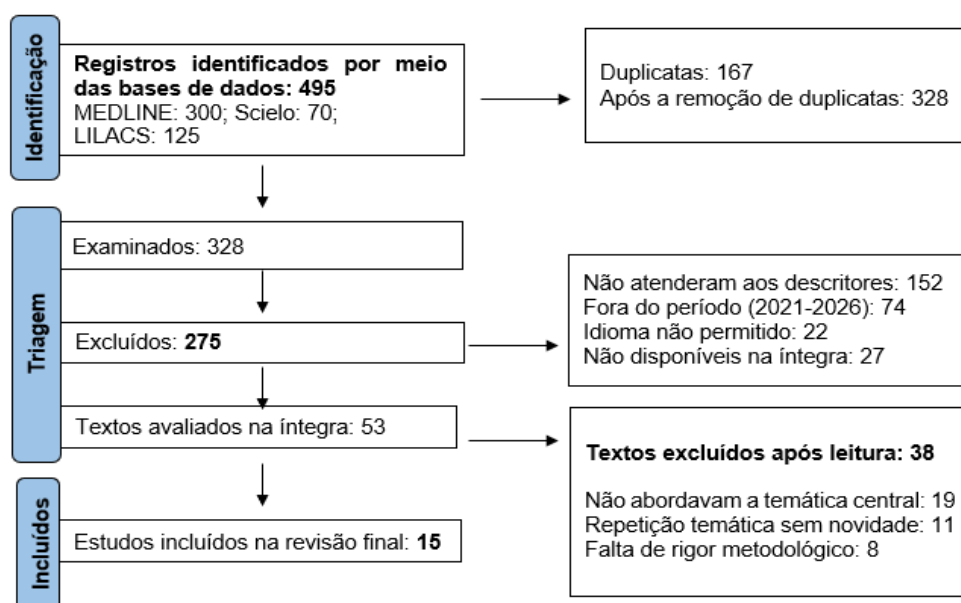 Identificação
Registros identificados por meio
das bases de dados: 495
MEDLINE: 300; Scielo: 70;
LILACS: 125
Duplicatas: 167
Após a remoção de duplicatas: 328
Triagem
Examinados: 328
Excluídos: 275
Não atenderam aos descritores: 152
Fora do período (2021-2026): 74
Idioma não permitido: 22
Não disponíveis na íntegra: 27
Textos avaliados na íntegra: 53
Textos excluídos após leitura: 38
Não abordavam a temática central: 19
Repetição temática sem novidade: 11
Falta de rigor metodológico: 8
Incluídos
Estudos incluídos na revisão final: 15